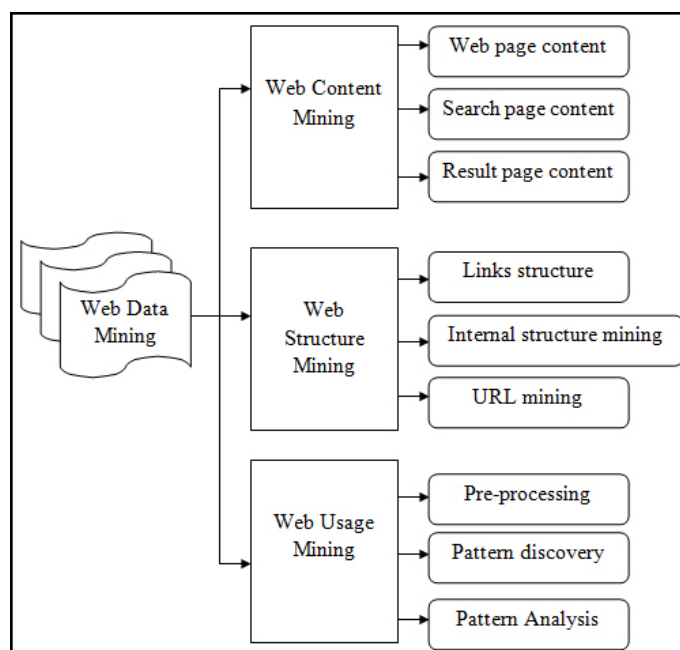 Web Data
Mining
Web Content
Mining
Web page content
Search page content
Result page content
Web
Structure
Mining
Links structure
Internal structure mining
URL mining
Web Usage
Mining
Pre-processing
Pattern discovery
Pattern Analysis